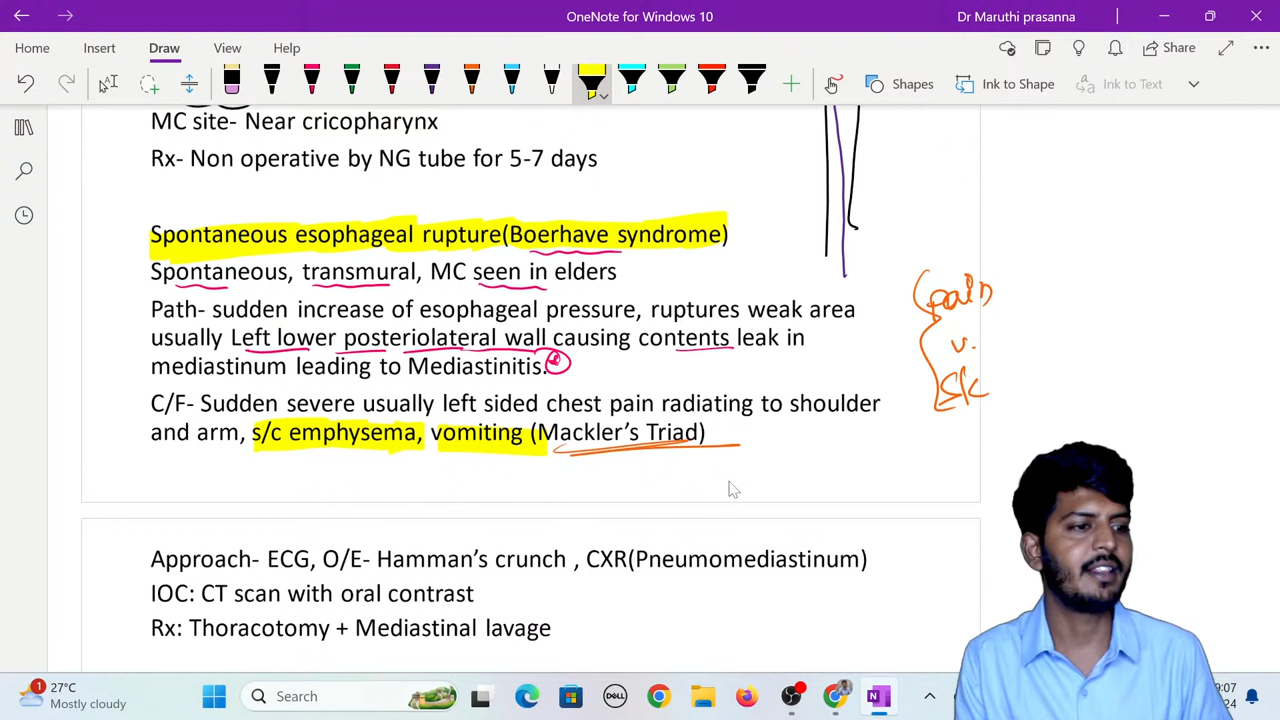 OneNote for Windows 10
Dr Maruthi prasanna
Home Insert Draw View Help
Share
Shapes Ink to Shape Ink to Text
MC site- Near cricopharynx
Rx- Non operative by NG tube for 5-7 days
Spontaneous esophageal rupture(Boerhave syndrome)
Spontaneous, transmural, MC seen in elders
Path- sudden increase of esophageal pressure, ruptures weak area
usually Left lower posteriolateral wall causing contents leak in
mediastinum leading to Mediastinitis.
C/F- Sudden severe usually left sided chest pain radiating to shoulder
and arm, s/c emphysema, vomiting (Mackler's Triad)
pain
v.
Approach- ECG, O/E- Hamman's crunch , CXR(Pneumomediastinum)
IOC: CT scan with oral contrast
Rx: Thoracotomy + Mediastinal lavage
27°C
Mostly cloudy
1
Search
DELL
9:07
24